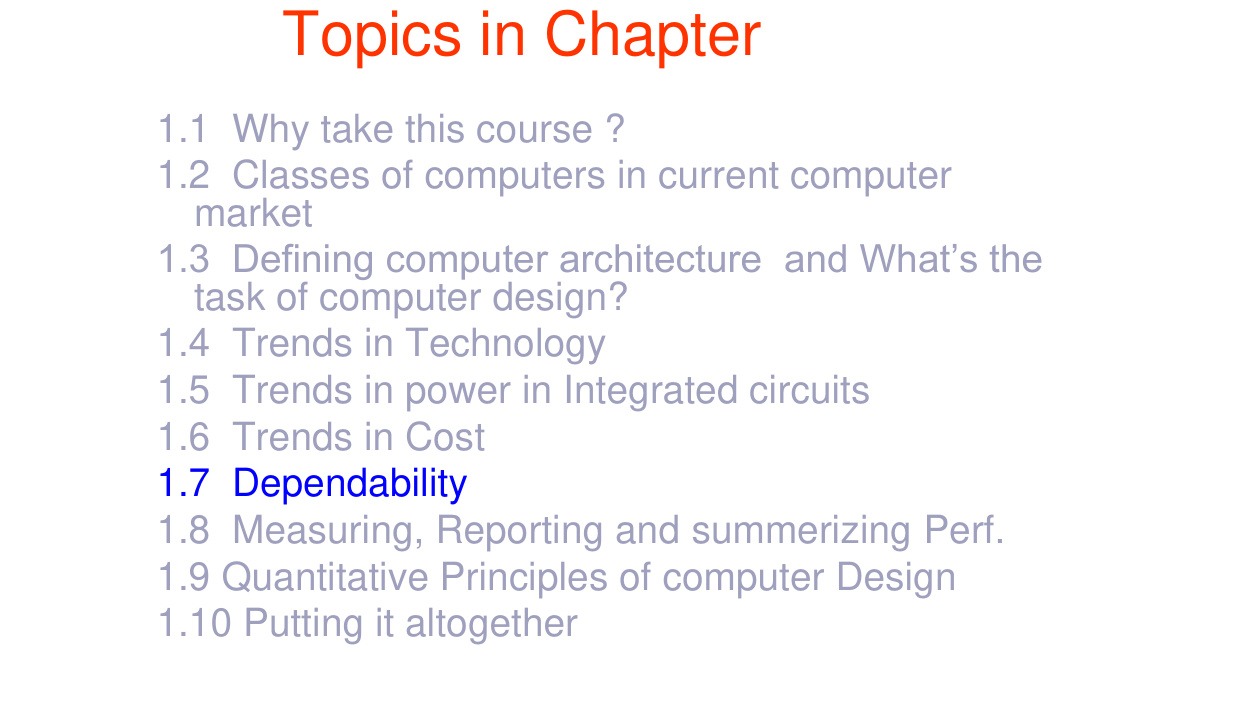 Topics in Chapter
1.1  Why take this course ?
1.2  Classes of computers in current computer
market
1.3  Defining computer architecture  and What’s the
task of computer design?
1.4  Trends in Technology
1.5  Trends in power in Integrated circuits
1.6  Trends in Cost
1.7  Dependability
1.8  Measuring, Reporting and summerizing Perf.
1.9 Quantitative Principles of computer Design
1.10 Putting it altogether